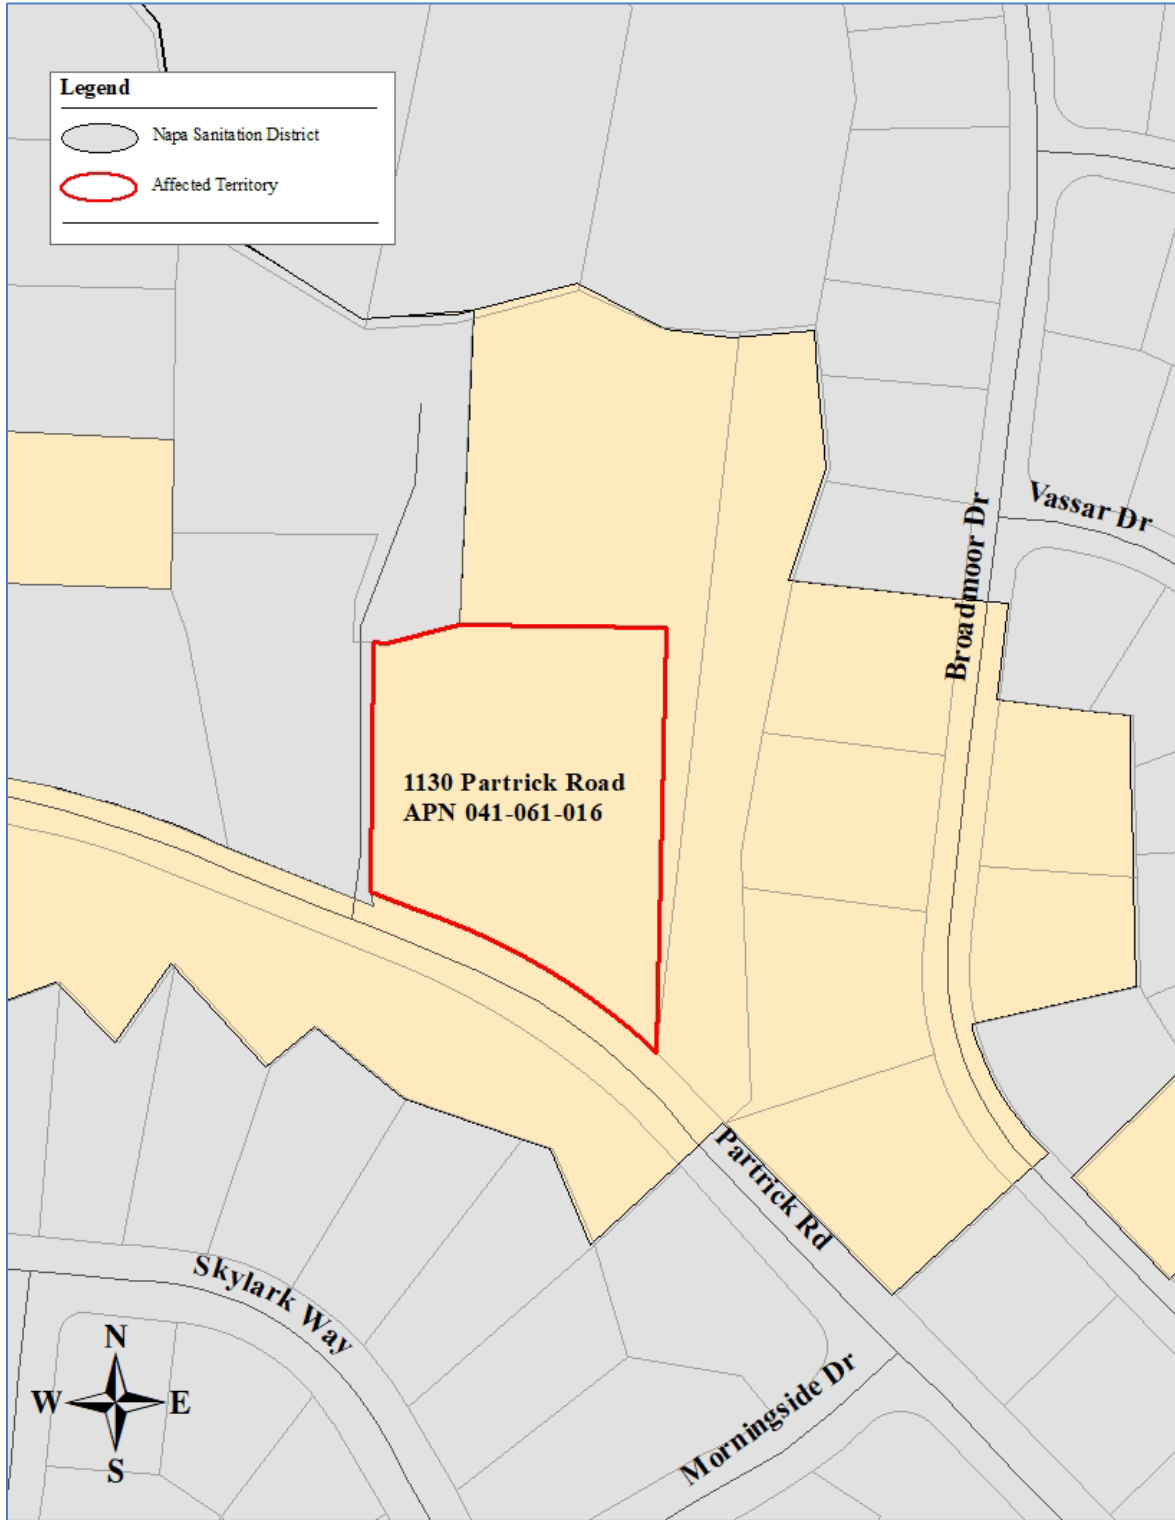 Legend
Napa Sanitation District
Affected Territory
Vassar Dr
Broadmoor Dr
1130 Partrick Road
APN 041-061-016
Partrick Rd
Skylark Way
Morningside Dr
N
W
E
S